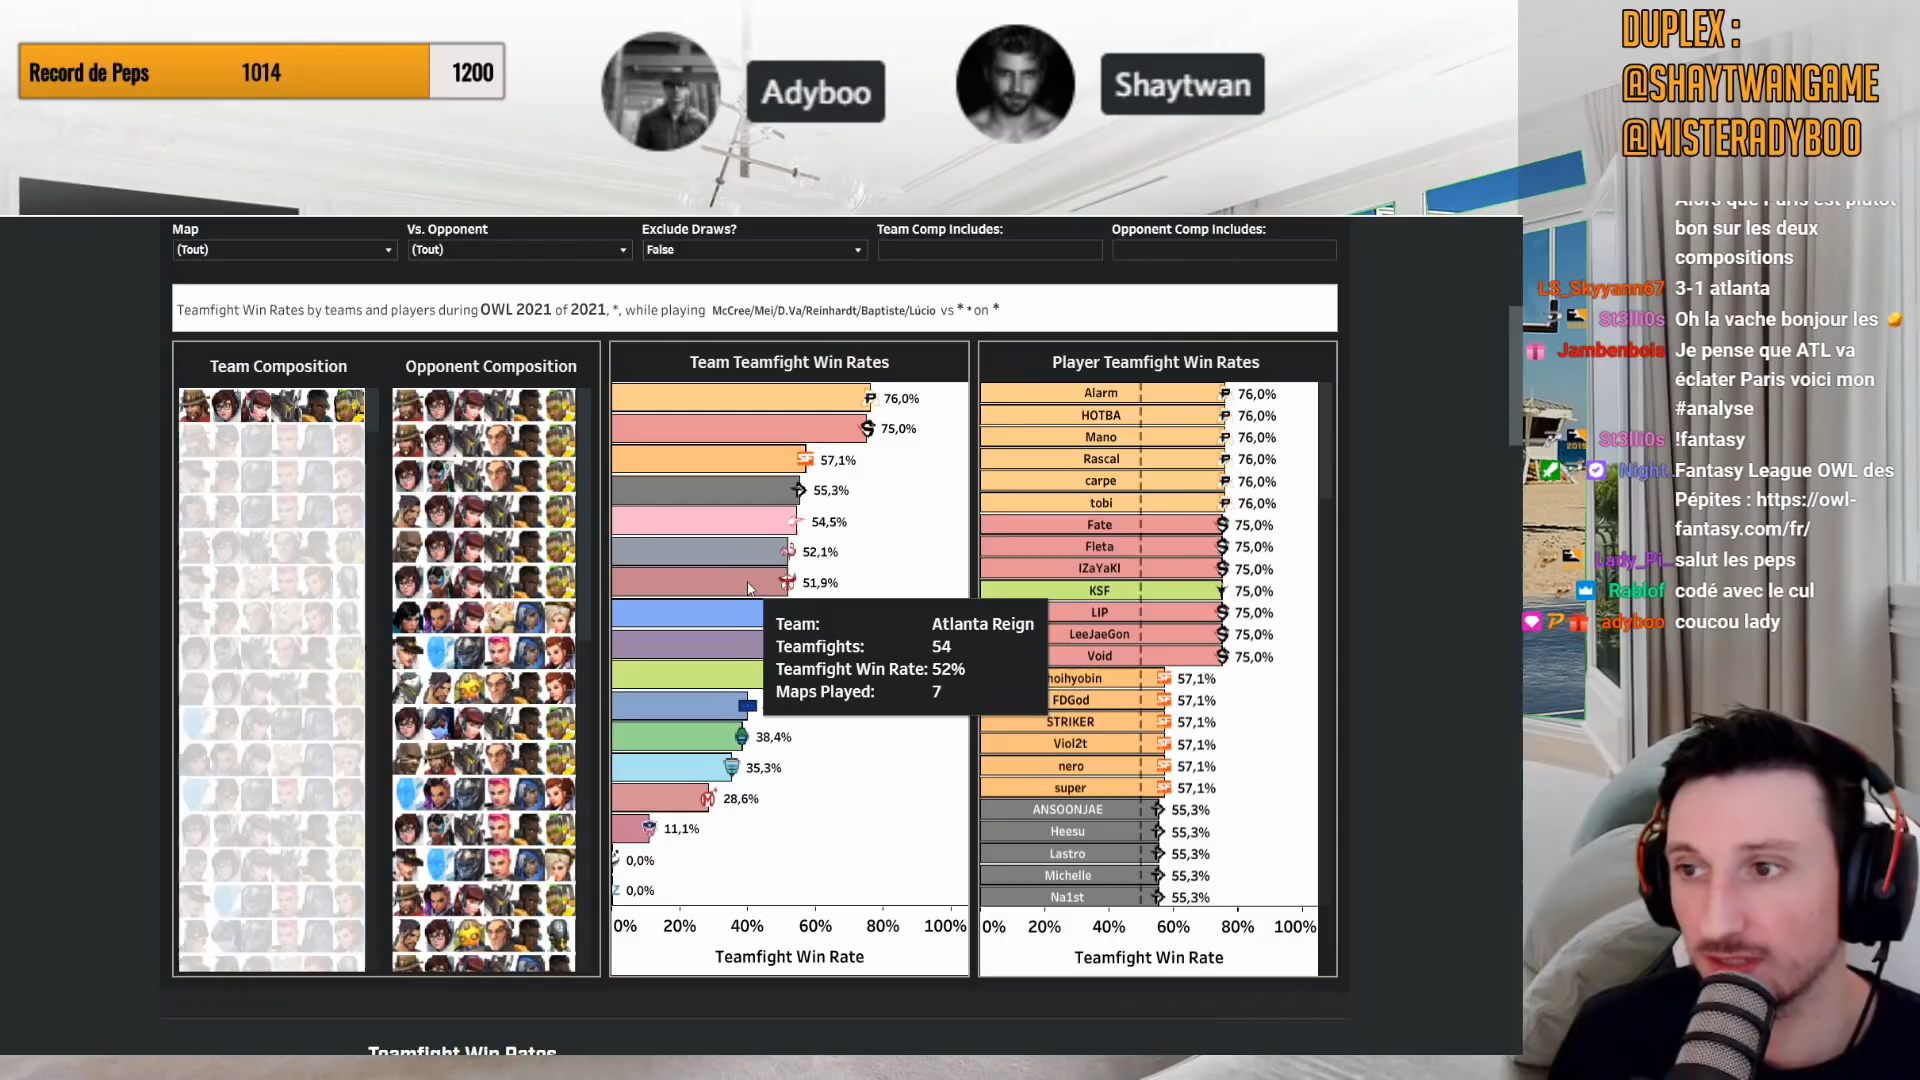 Record de Peps 1014 1200
Adyboo
Shaytwan
DUPLEX :
@SHAYTWANGAME
@MISTERADYBOO
Map
(Tout)
Vs. Opponent
(Tout)
Exclude Draws?
False
Team Comp Includes:
Opponent Comp Includes:
Teamfight Win Rates by teams and players during OWL 2021 of 2021, *, while playing McCree/Mei/D.Va/Reinhardt/Baptiste/Lúcio vs * * on *
Team Composition
Opponent Composition
Team Teamfight Win Rates
76,0%
75,0%
57,1%
55,3%
54,5%
52,1%
51,9%
38,4%
35,3%
28,6%
11,1%
0,0%
0,0%
0% 20% 40% 60% 80% 100%
Teamfight Win Rate
Team: Atlanta Reign
Teamfights: 54
Teamfight Win Rate: 52%
Maps Played: 7
Player Teamfight Win Rates
Alarm 76,0%
HOTBA 76,0%
Mano 76,0%
Rascal 76,0%
carpe 76,0%
tobi 76,0%
Fate 75,0%
Fleta 75,0%
IZaYaKI 75,0%
KSF 75,0%
LIP 75,0%
LeeJaeGon 75,0%
Void 75,0%
hoihyobin 57,1%
FDGod 57,1%
STRIKER 57,1%
Viol2t 57,1%
nero 57,1%
super 57,1%
ANSOONJAE 55,3%
Heesu 55,3%
Lastro 55,3%
Michelle 55,3%
Na1st 55,3%
0% 20% 40% 60% 80% 100%
Teamfight Win Rate
Teamfight Win Rates
Alors que Paris est plutôt
bon sur les deux
compositions
LS_Skyyann67 3-1 atlanta
St3lli0s Oh la vache bonjour les
Jambenbois Je pense que ATL va
éclater Paris voici mon
#analyse
St3lli0s !fantasy
Night... Fantasy League OWL des
Pépites : https://owl-
fantasy.com/fr/
Lady_Pi... salut les peps
Rablof codé avec le cul
adyboo coucou lady